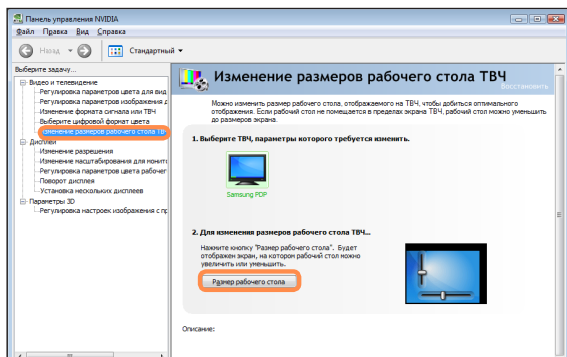 Панель управления NVIDIA
Файл Правка Вид Справка
Назад Стандартный
Выберите задачу...
Видео и телевидение
Регулировка параметров цвета для вид
Регулировка параметров изображения д
Изменение формата сигнала или ТВЧ
Выберите цифровой формат цвета
Изменение размеров рабочего стола ТВ
Дисплеи
Изменение разрешения
Изменение масштабирования для монито
Регулировка параметров цвета рабочег
Поворот дисплея
Установка нескольких дисплеев
Параметры 3D
Регулировка настроек изображения с пр
Изменение размеров рабочего стола ТВЧ
Восстановить
Можно изменить размер рабочего стола, отображаемого на ТВЧ, чтобы добиться оптимального
отображения. Если рабочий стол не помещается в пределах экрана ТВЧ, рабочий стол можно уменьшить
до размеров экрана.
1. Выберите ТВЧ, параметры которого требуется изменить.
Samsung PDP
2. Для изменения размеров рабочего стола ТВЧ...
Нажмите кнопку "Размер рабочего стола". Будет
отображен экран, на котором рабочий стол можно
увеличить или уменьшить.
Размер рабочего стола
Описание: